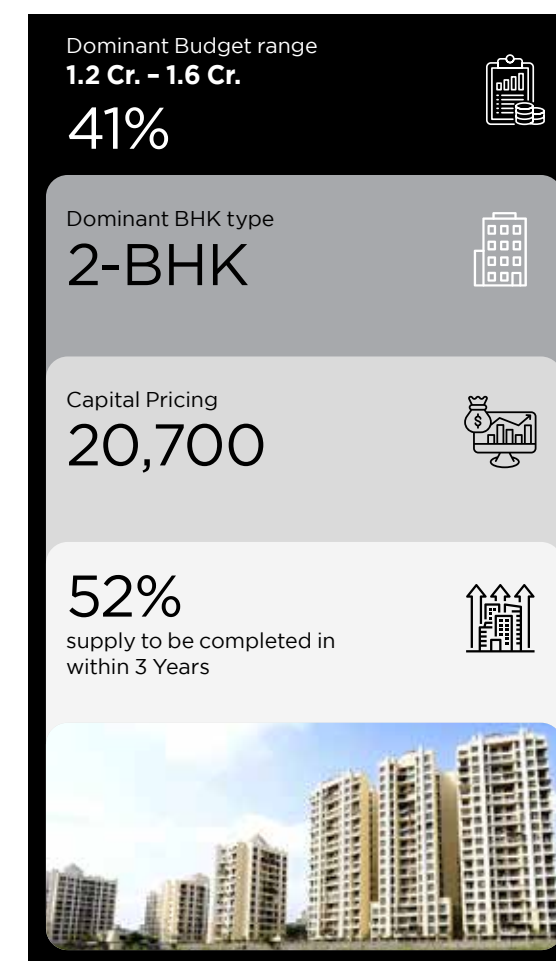 Dominant Budget range
1.2 Cr. – 1.6 Cr.
41%
Dominant BHK type
2-BHK
Capital Pricing
20,700
52%
supply to be completed in
within 3 Years